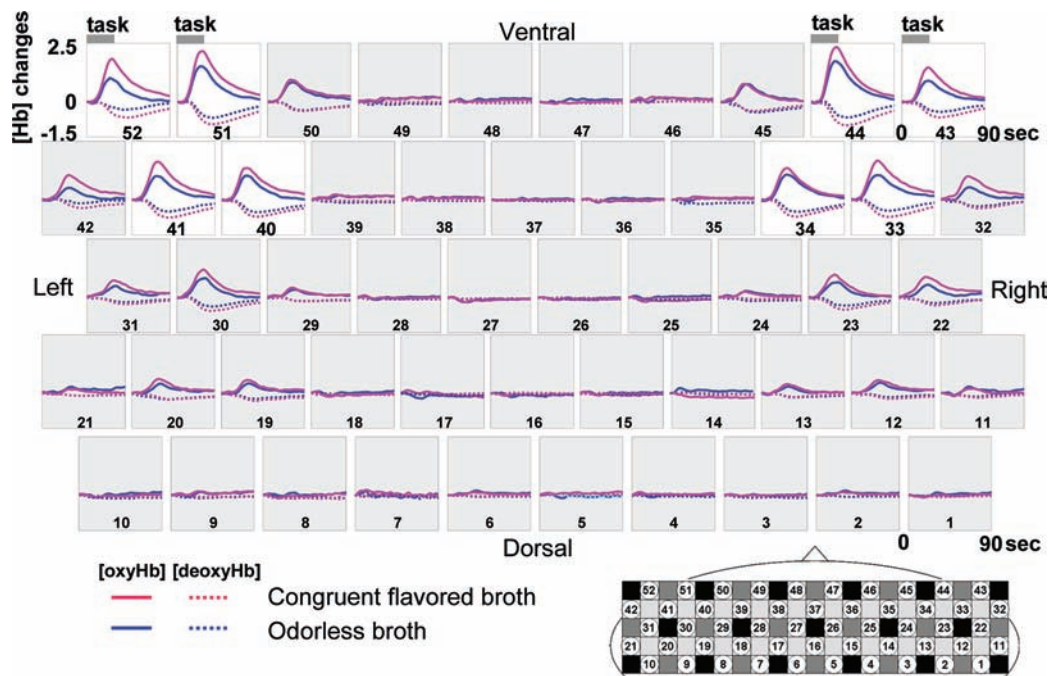 task task Ventral task task
[Hb] changes
2.5
0
-1.5
52 51 50 49 48 47 46 45 44 0 43 90 sec
42 41 40 39 38 37 36 35 34 33 32
Left
Right
31 30 29 28 27 26 25 24 23 22
21 20 19 18 17 16 15 14 13 12 11
10 9 8 7 6 5 4 3 2 1
Dorsal 0 90 sec
[oxyHb] [deoxyHb]
Congruent flavored broth
Odorless broth
52 51 50 49 48 47 46 45 44 43
42 41 40 39 38 37 36 35 34 33 32
31 30 29 28 27 26 25 24 23 22
21 20 19 18 17 16 15 14 13 12 11
10 9 8 7 6 5 4 3 2 1